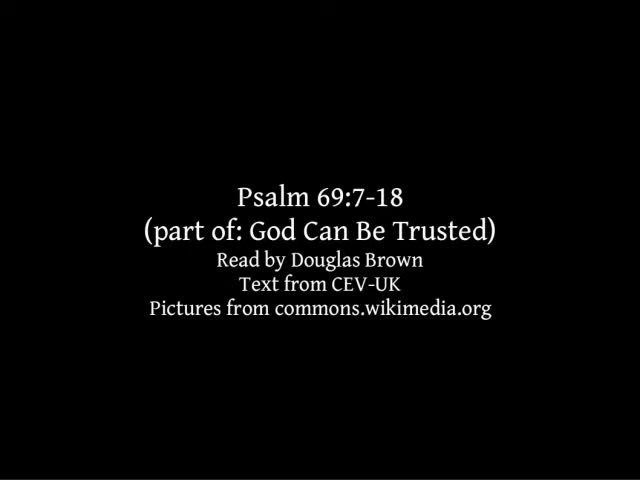 Psalm 69:7-18
(part of: God Can Be Trusted)
Read by Douglas Brown
Text from CEV-UK
Pictures from commons.wikimedia.org